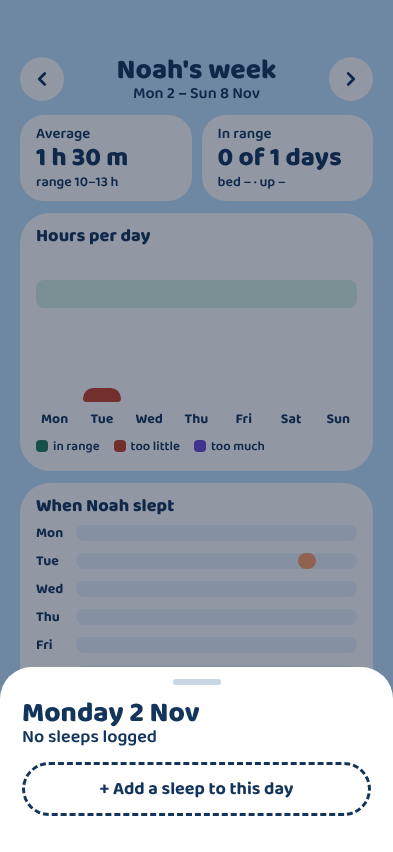 Noah's week
Mon 2 – Sun 8 Nov
Average
1 h 30 m
range 10–13 h
In range
0 of 1 days
bed – · up –
Hours per day
Mon Tue Wed Thu Fri Sat Sun
in range too little too much
When Noah slept
Mon
Tue
Wed
Thu
Fri
Monday 2 Nov
No sleeps logged
+ Add a sleep to this day